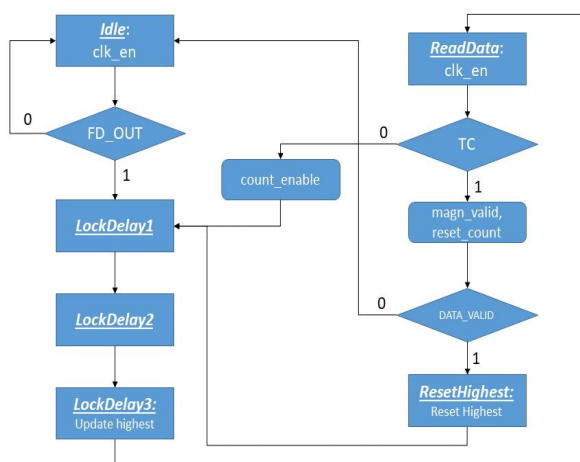 Idle:
clk_en
0
FD_OUT
1
LockDelay1
LockDelay2
LockDelay3:
Update highest
count_enable
ReadData:
clk_en
0
TC
1
magn_valid,
reset_count
0
DATA_VALID
1
ResetHighest:
Reset Highest